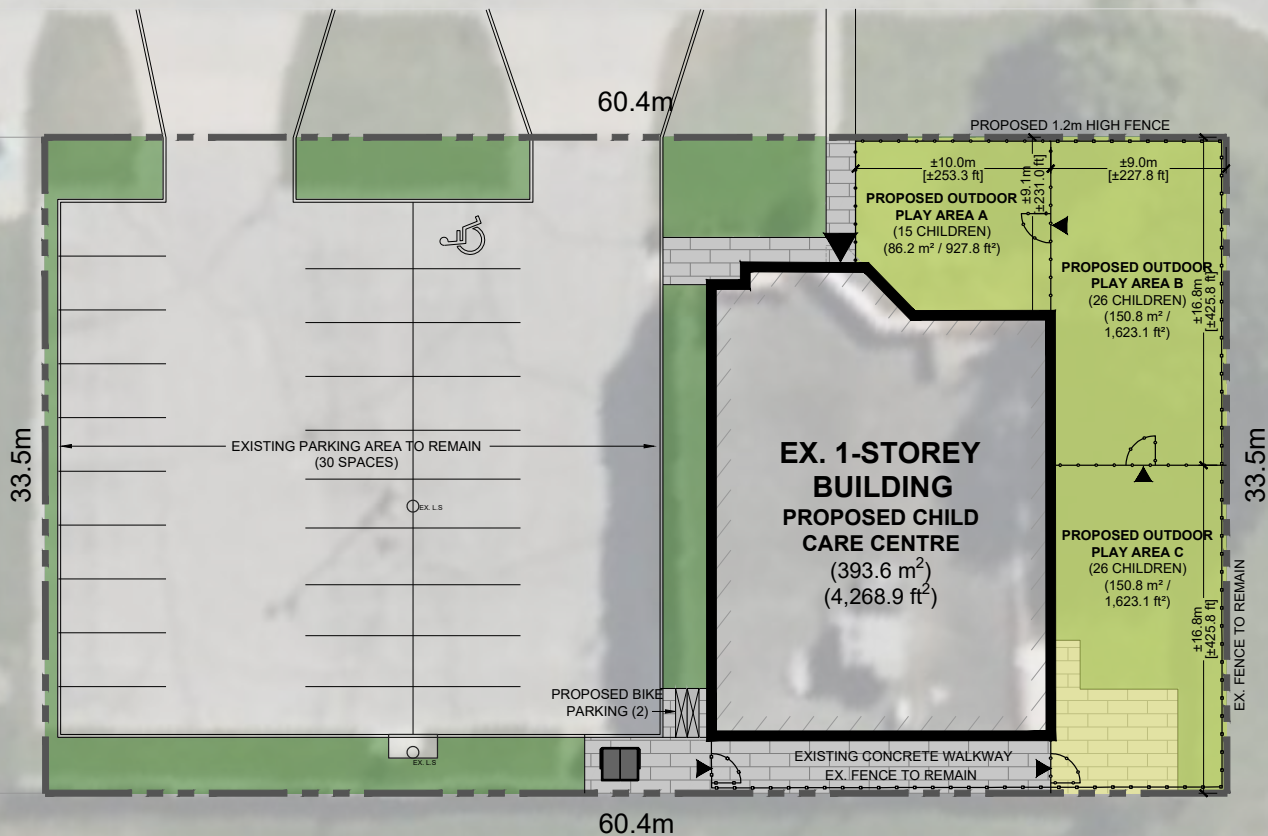 60.4m
PROPOSED 1.2m HIGH FENCE
±10.0m
[±253.3 ft]
±9.1m
[±231.0 ft]
±9.0m
[±227.8 ft]
PROPOSED OUTDOOR
PLAY AREA A
(15 CHILDREN)
(86.2 m² / 927.8 ft²)
PROPOSED OUTDOOR
PLAY AREA B
(26 CHILDREN)
(150.8 m² /
1,623.1 ft²)
±16.8m
[±425.8 ft]
33.5m
EXISTING PARKING AREA TO REMAIN
(30 SPACES)
EX. L.S
EX. 1-STOREY
BUILDING
PROPOSED CHILD
CARE CENTRE
(393.6 m²)
(4,268.9 ft²)
33.5m
PROPOSED OUTDOOR
PLAY AREA C
(26 CHILDREN)
(150.8 m² /
1,623.1 ft²)
±16.8m
[±425.8 ft]
EX. FENCE TO REMAIN
PROPOSED BIKE
PARKING (2)
EX. L.S
EXISTING CONCRETE WALKWAY
EX. FENCE TO REMAIN
60.4m